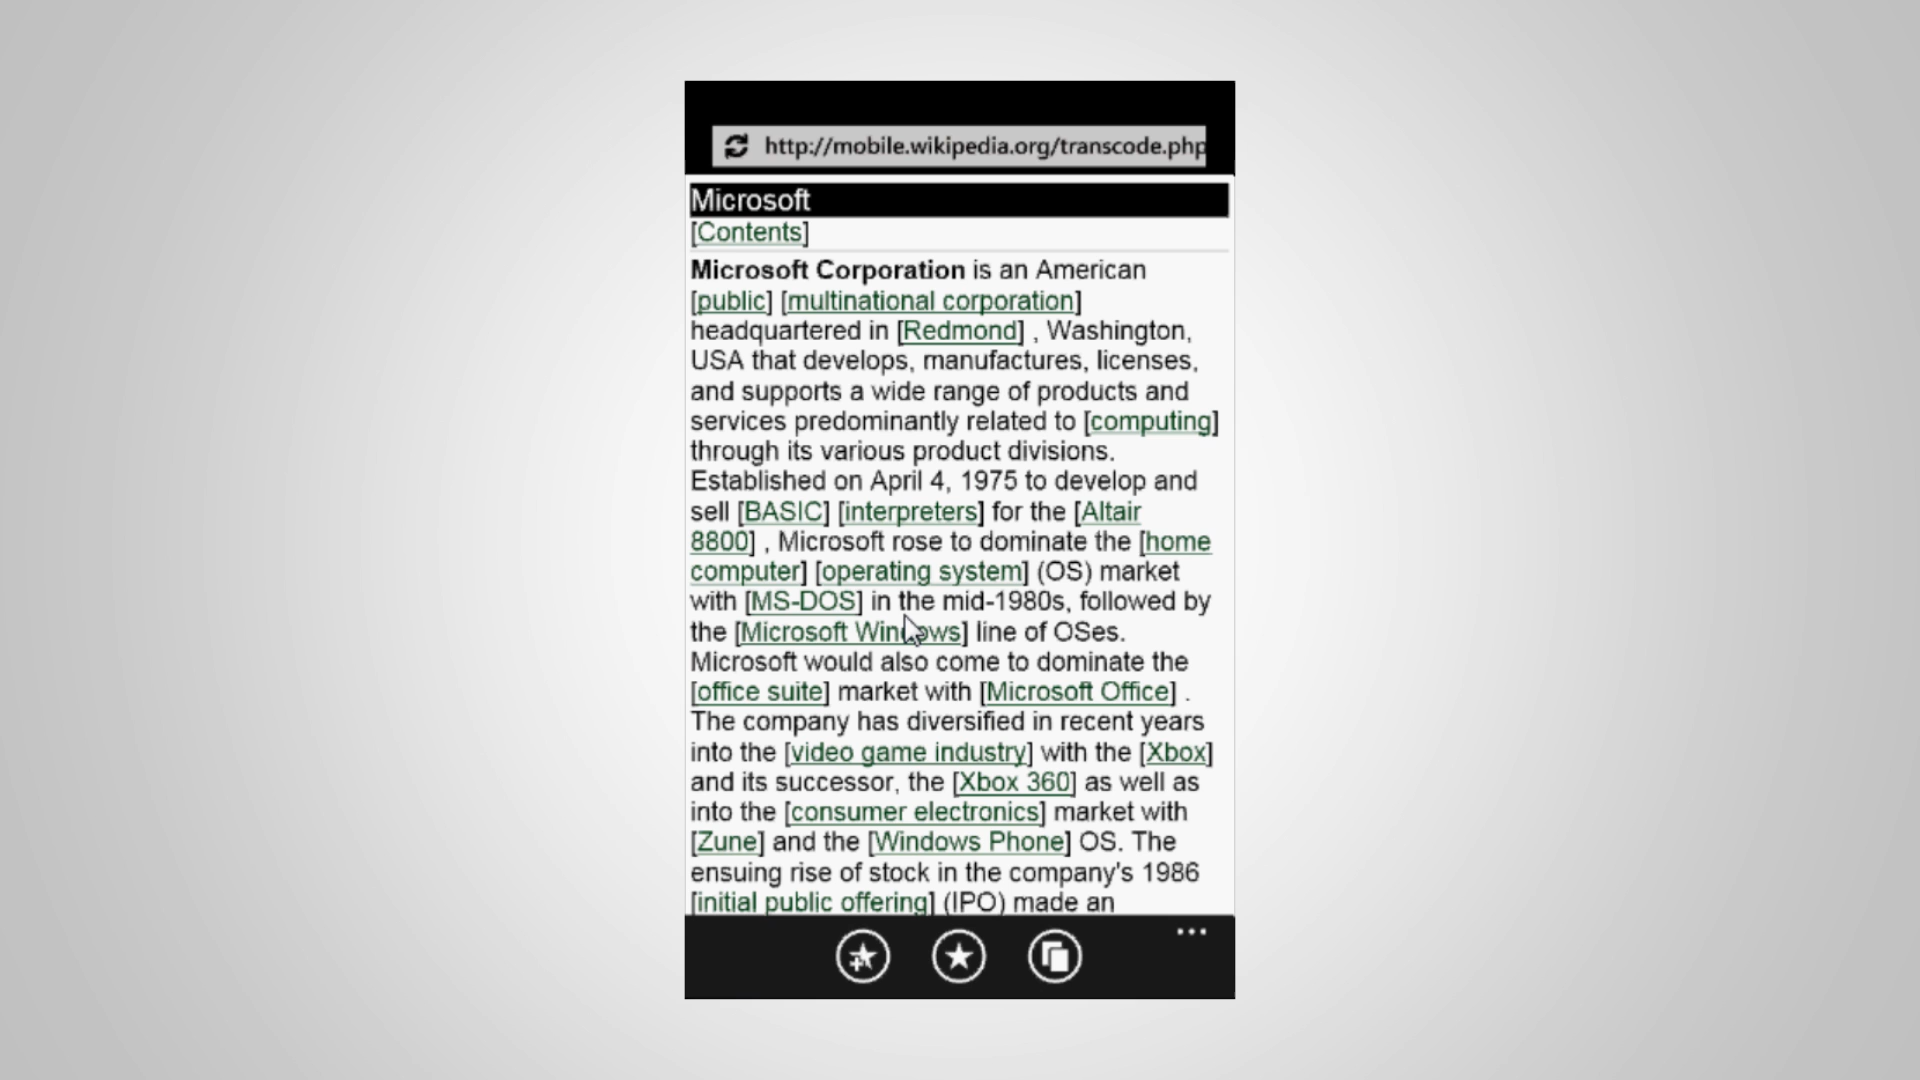 http://mobile.wikipedia.org/transcode.php
Microsoft
[Contents]
Microsoft Corporation is an American
[public] [multinational corporation]
headquartered in [Redmond] , Washington,
USA that develops, manufactures, licenses,
and supports a wide range of products and
services predominantly related to [computing]
through its various product divisions.
Established on April 4, 1975 to develop and
sell [BASIC] [interpreters] for the [Altair
8800] , Microsoft rose to dominate the [home
computer] [operating system] (OS) market
with [MS-DOS] in the mid-1980s, followed by
the [Microsoft Windows] line of OSes.
Microsoft would also come to dominate the
[office suite] market with [Microsoft Office] .
The company has diversified in recent years
into the [video game industry] with the [Xbox]
and its successor, the [Xbox 360] as well as
into the [consumer electronics] market with
[Zune] and the [Windows Phone] OS. The
ensuing rise of stock in the company's 1986
[initial public offering] (IPO) made an